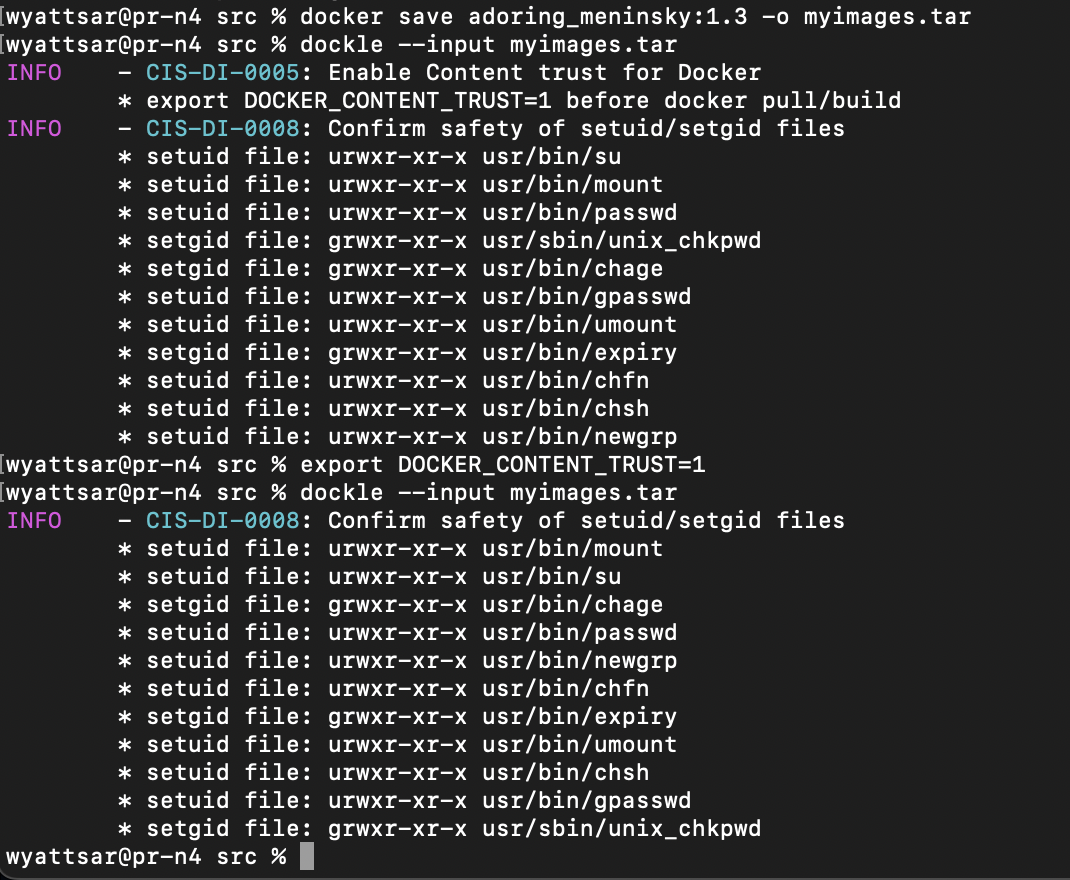 wyattsar@pr-n4 src % docker save adoring_meninsky:1.3 -o myimages.tar
[wyattsar@pr-n4 src % dockle --input myimages.tar
INFO - CIS-DI-0005: Enable Content trust for Docker
* export DOCKER_CONTENT_TRUST=1 before docker pull/build
INFO - CIS-DI-0008: Confirm safety of setuid/setgid files
* setuid file: urwxr-xr-x usr/bin/su
* setuid file: urwxr-xr-x usr/bin/mount
* setuid file: urwxr-xr-x usr/bin/passwd
* setgid file: grwxr-xr-x usr/sbin/unix_chkpwd
* setgid file: grwxr-xr-x usr/bin/chage
* setuid file: urwxr-xr-x usr/bin/gpasswd
* setuid file: urwxr-xr-x usr/bin/umount
* setgid file: grwxr-xr-x usr/bin/expiry
* setuid file: urwxr-xr-x usr/bin/chfn
* setuid file: urwxr-xr-x usr/bin/chsh
* setuid file: urwxr-xr-x usr/bin/newgrp
[wyattsar@pr-n4 src % export DOCKER_CONTENT_TRUST=1
[wyattsar@pr-n4 src % dockle --input myimages.tar
INFO - CIS-DI-0008: Confirm safety of setuid/setgid files
* setuid file: urwxr-xr-x usr/bin/mount
* setuid file: urwxr-xr-x usr/bin/su
* setgid file: grwxr-xr-x usr/bin/chage
* setuid file: urwxr-xr-x usr/bin/passwd
* setuid file: urwxr-xr-x usr/bin/newgrp
* setuid file: urwxr-xr-x usr/bin/chfn
* setgid file: grwxr-xr-x usr/bin/expiry
* setuid file: urwxr-xr-x usr/bin/umount
* setuid file: urwxr-xr-x usr/bin/chsh
* setuid file: urwxr-xr-x usr/bin/gpasswd
* setgid file: grwxr-xr-x usr/sbin/unix_chkpwd
wyattsar@pr-n4 src %